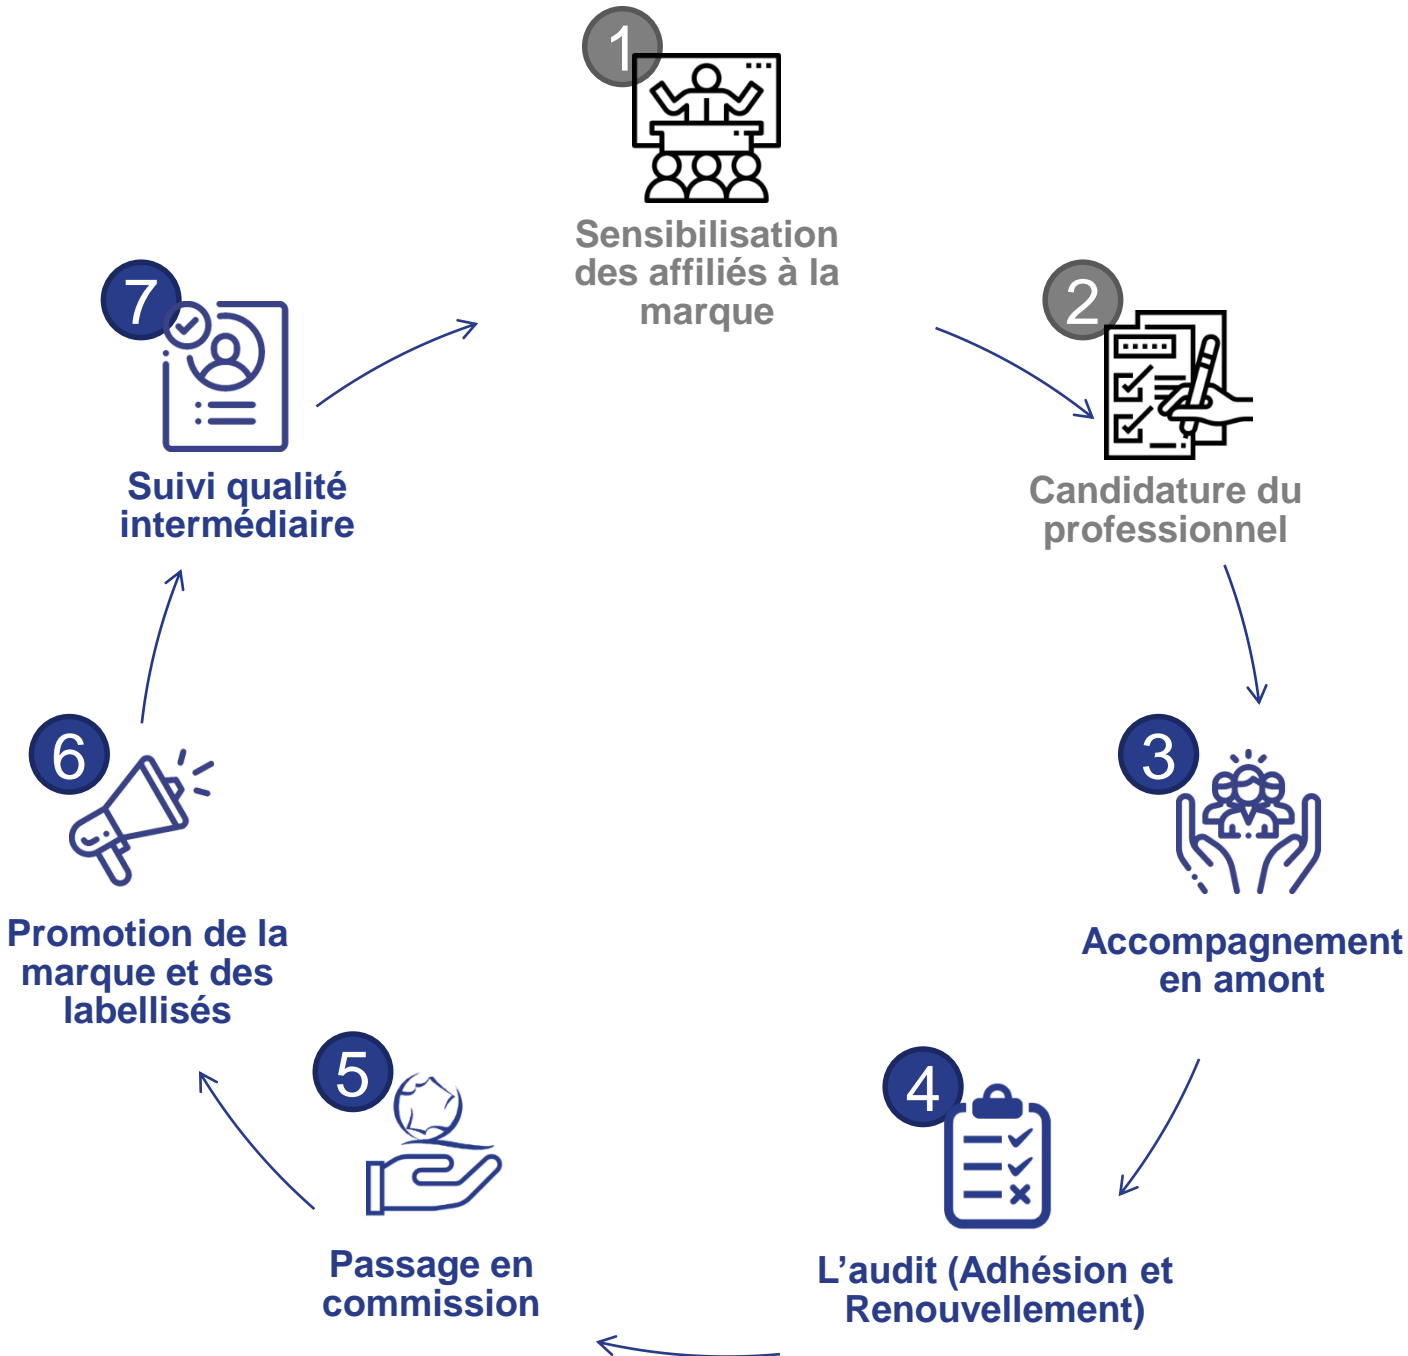 1
Sensibilisation
des affiliés à la
marque
2
Candidature du
professionnel
3
Accompagnement
en amont
4
L’audit (Adhésion et
Renouvellement)
5
Passage en
commission
6
Promotion de la
marque et des
labellisés
7
Suivi qualité
intermédiaire